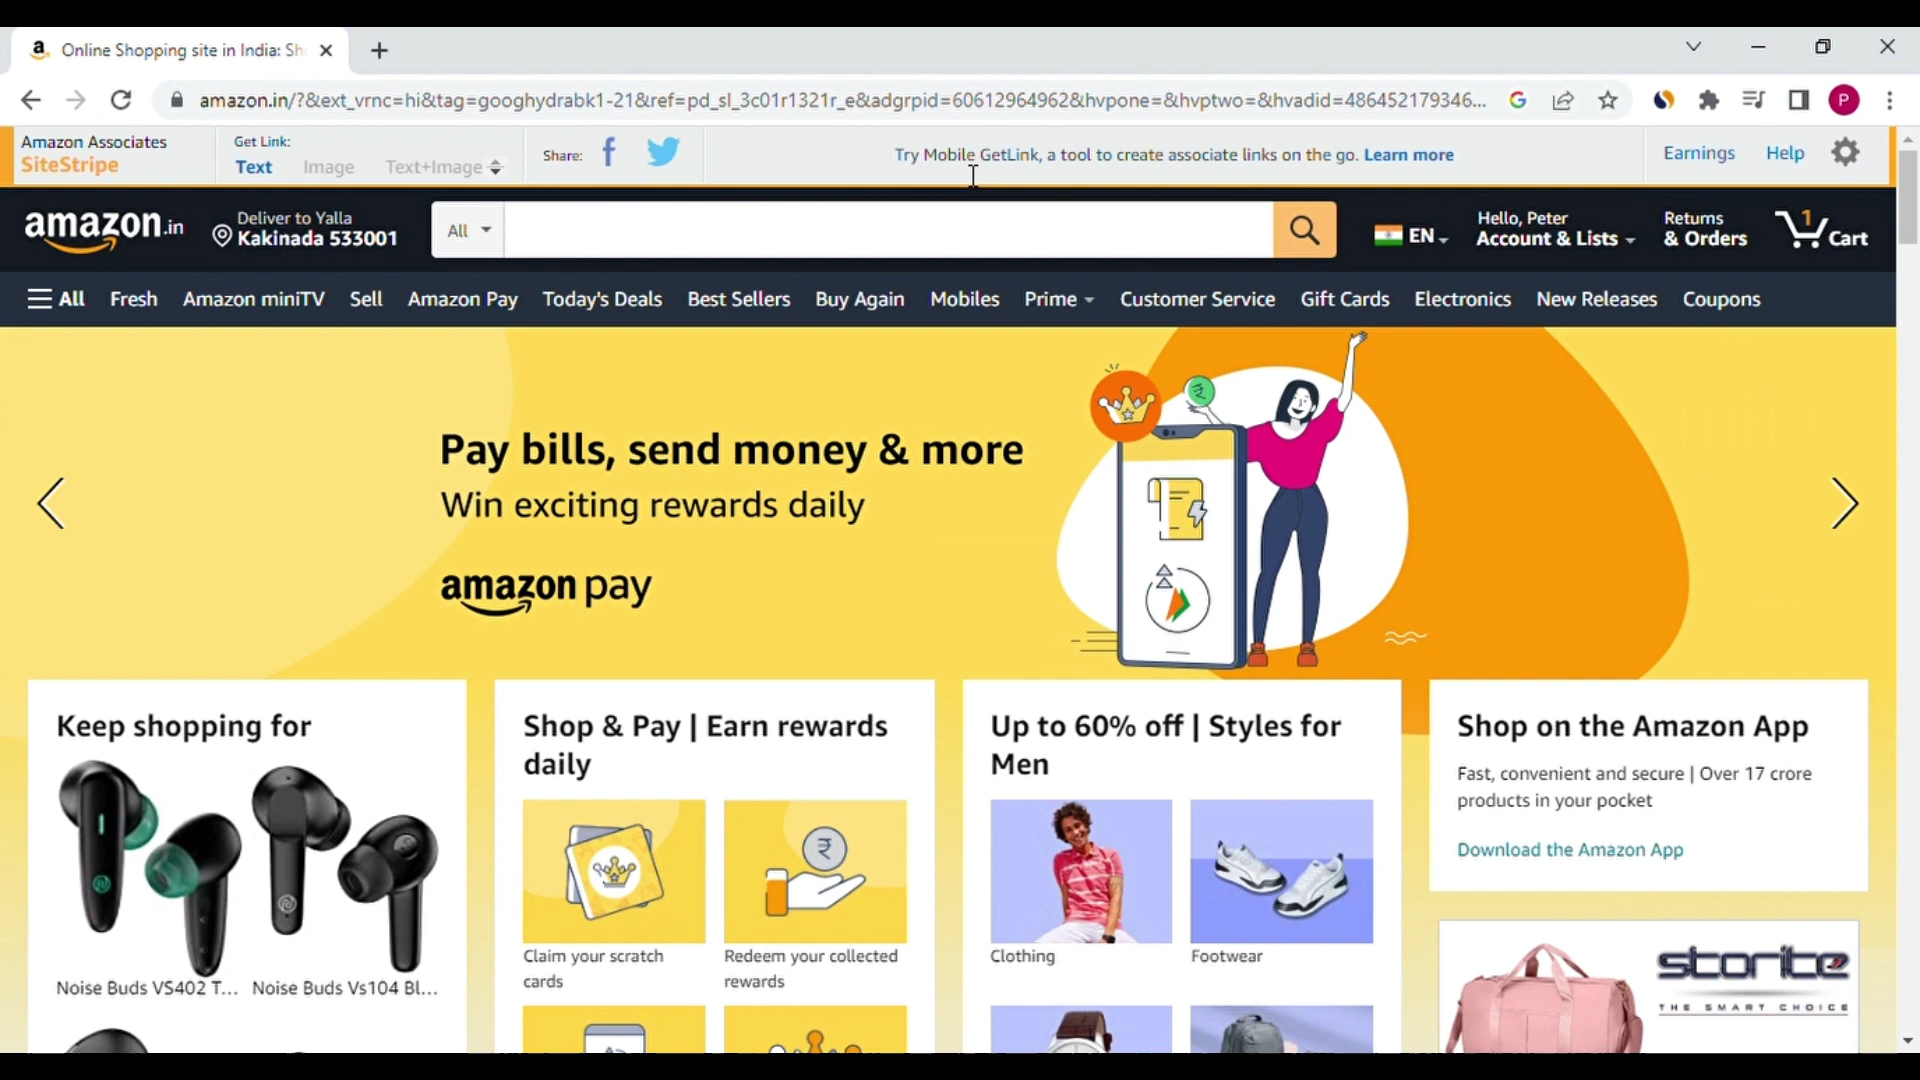 Online Shopping site in India: Sh
amazon.in/?&ext_vrnc=hi&tag=googhydrabk1-21&ref=pd_sl_3c01r1321r_e&adgrpid=60612964962&hvpone=&hvptwo=&hvadid=486452179346...
P
Amazon Associates
SiteStripe
Get Link:
Text Image Text+Image
Share:
Try Mobile GetLink, a tool to create associate links on the go. Learn more
Earnings Help
amazon.in
Deliver to Yalla
Kakinada 533001
All
EN
Hello, Peter
Account & Lists
Returns
& Orders
1
Cart
All Fresh Amazon miniTV Sell Amazon Pay Today's Deals Best Sellers Buy Again Mobiles Prime Customer Service Gift Cards Electronics New Releases Coupons
Pay bills, send money & more
Win exciting rewards daily
amazon pay
Keep shopping for
Noise Buds VS402 T... Noise Buds Vs104 Bl...
Shop & Pay | Earn rewards
daily
Claim your scratch
cards
Redeem your collected
rewards
Up to 60% off | Styles for
Men
Clothing Footwear
Shop on the Amazon App
Fast, convenient and secure | Over 17 crore
products in your pocket
Download the Amazon App
storite
THE SMART CHOICE